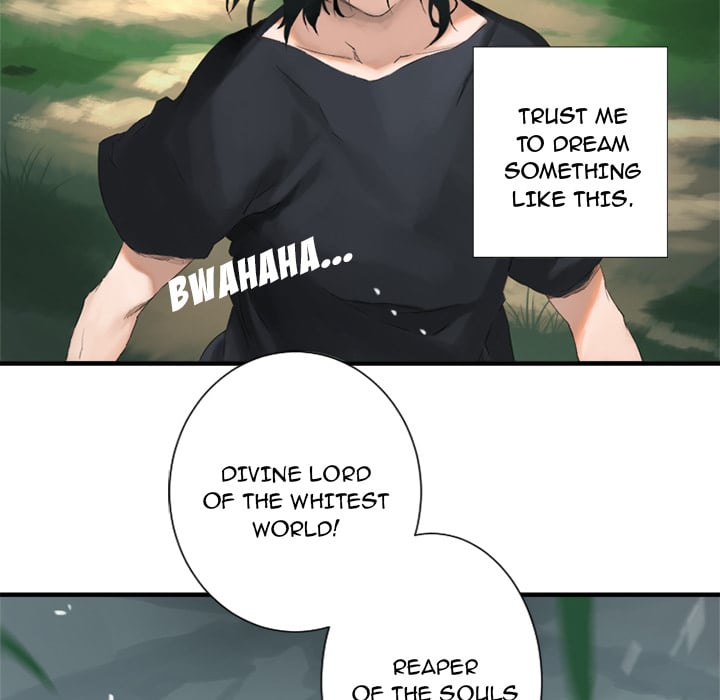 TRUST ME
TO DREAM
SOMETHING
LIKE THIS.
BWAHAHA...
DIVINE LORD
OF THE WHITEST
WORLD!
REAPER
OF THE SOULS